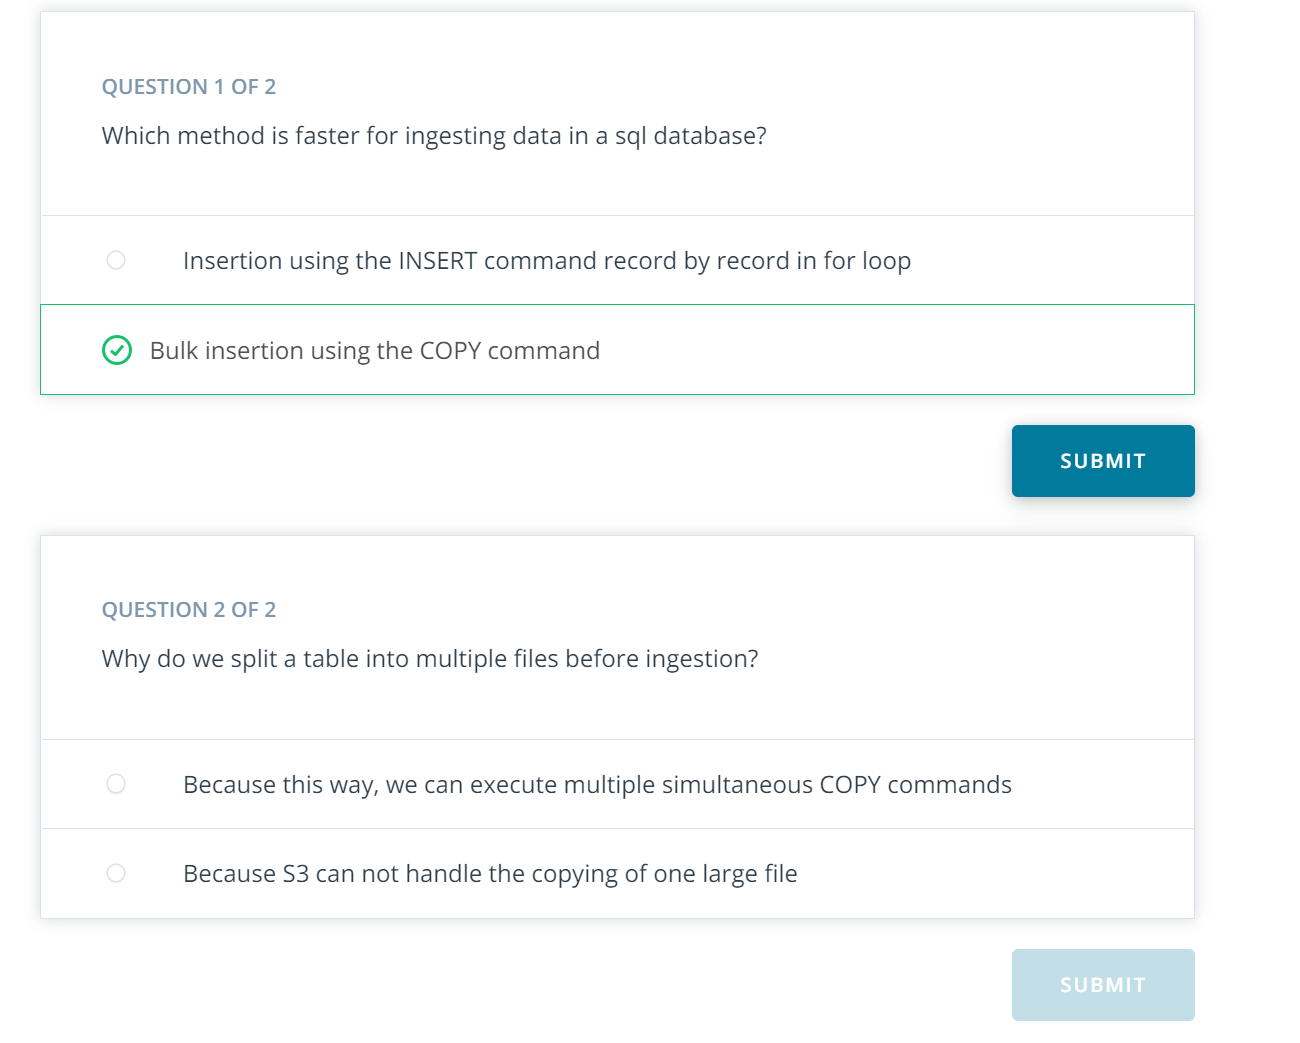 QUESTION 1 OF 2
Which method is faster for ingesting data in a sql database?
Insertion using the INSERT command record by record in for loop
Bulk insertion using the COPY command
SUBMIT
QUESTION 2 OF 2
Why do we split a table into multiple files before ingestion?
Because this way, we can execute multiple simultaneous COPY commands
Because S3 can not handle the copying of one large file
SUBMIT